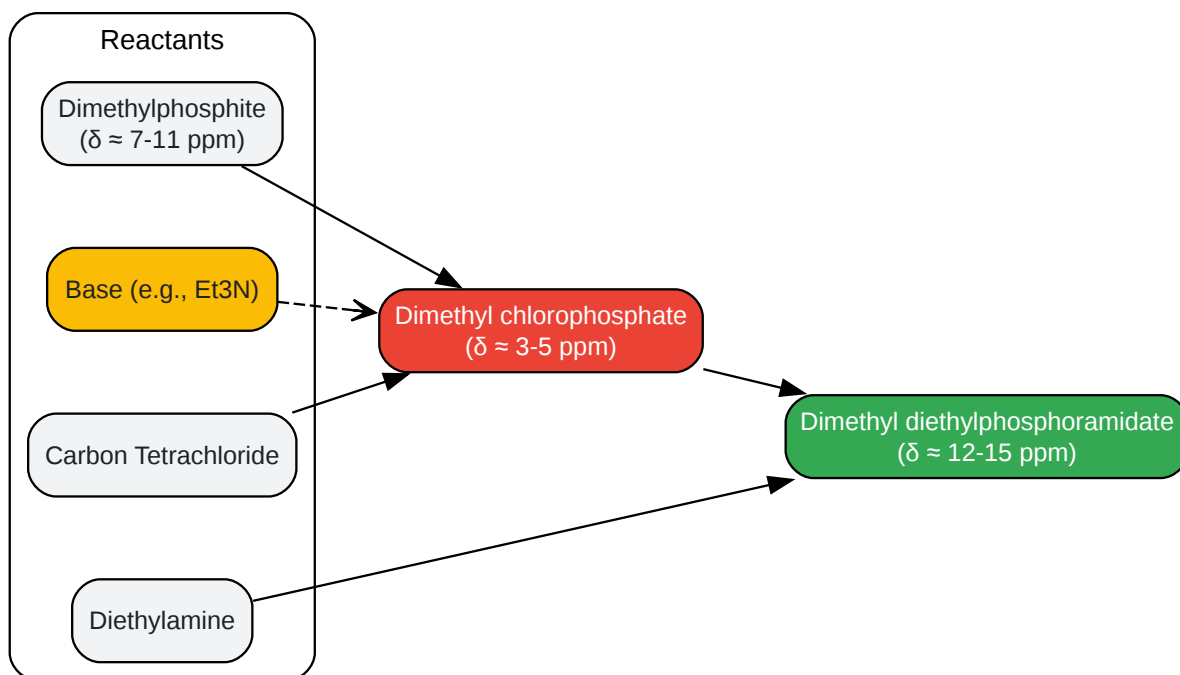 Reactants
Dimethylphosphite
(δ ≈ 7-11 ppm)
Base (e.g., Et3N)
Dimethyl chlorophosphate
(δ ≈ 3-5 ppm)
Carbon Tetrachloride
Dimethyl diethylphosphoramidate
(δ ≈ 12-15 ppm)
Diethylamine